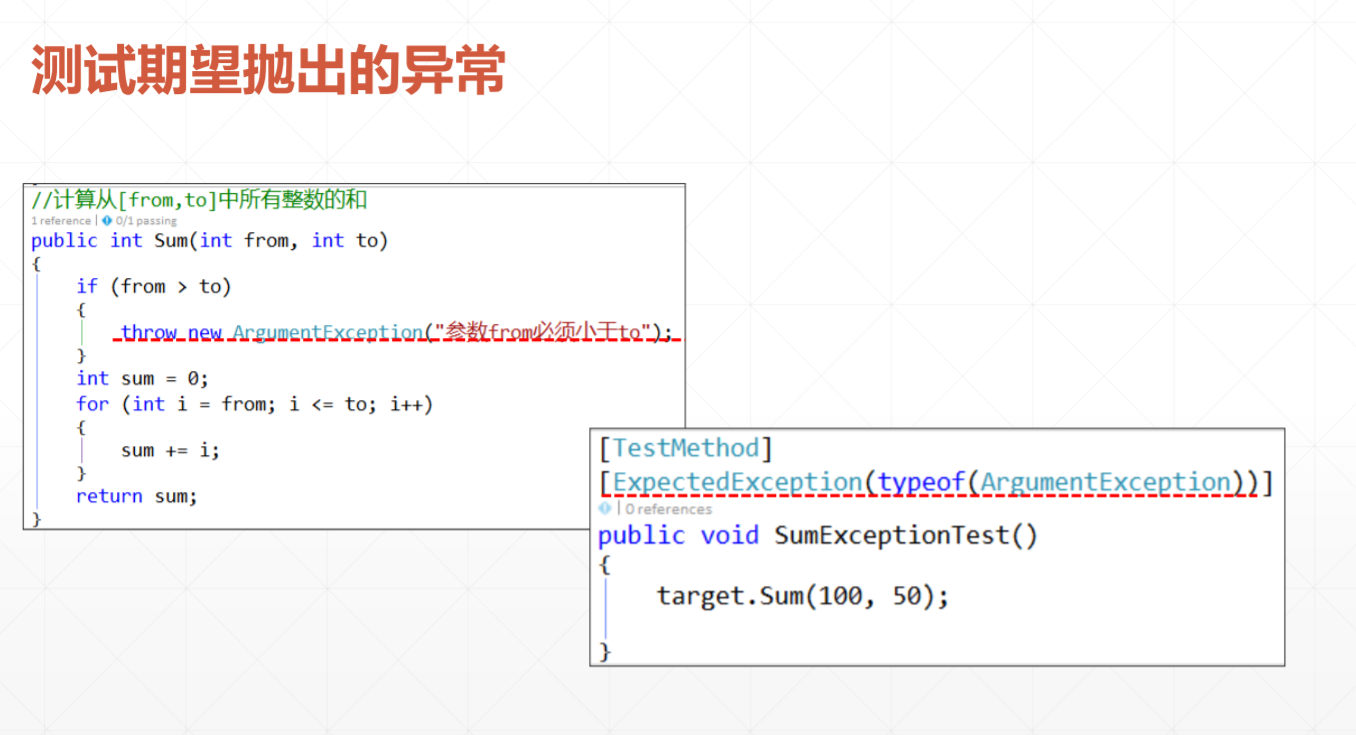 测试期望抛出的异常
//计算从[from,to]中所有整数的和
1 reference | 0/1 passing
public int Sum(int from, int to)
{
if (from > to)
{
throw new ArgumentException("参数from必须小于to");
}
int sum = 0;
for (int i = from; i <= to; i++)
{
sum += i;
}
return sum;
}
[TestMethod]
[ExpectedException(typeof(ArgumentException))]
| 0 references
public void SumExceptionTest()
{
target.Sum(100, 50);
}